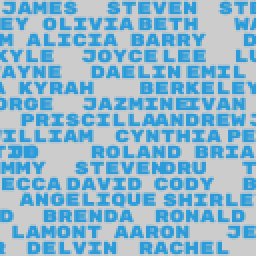 JAMES STEVEN
OLIVIA BETH
ALICIA BARRY
KYLE JOYCE LEE
DAELIN EMIL
KYRAH BERKELEY
JAZMINE IVAN
PRISCILLA ANDREW
CYNTHIA
ROLAND
STEVEN DRU
DAVID CODY
ANGELIQUE SHIRLE
BRENDA RONALD
LAMONT AARON
DELVIN RACHEL